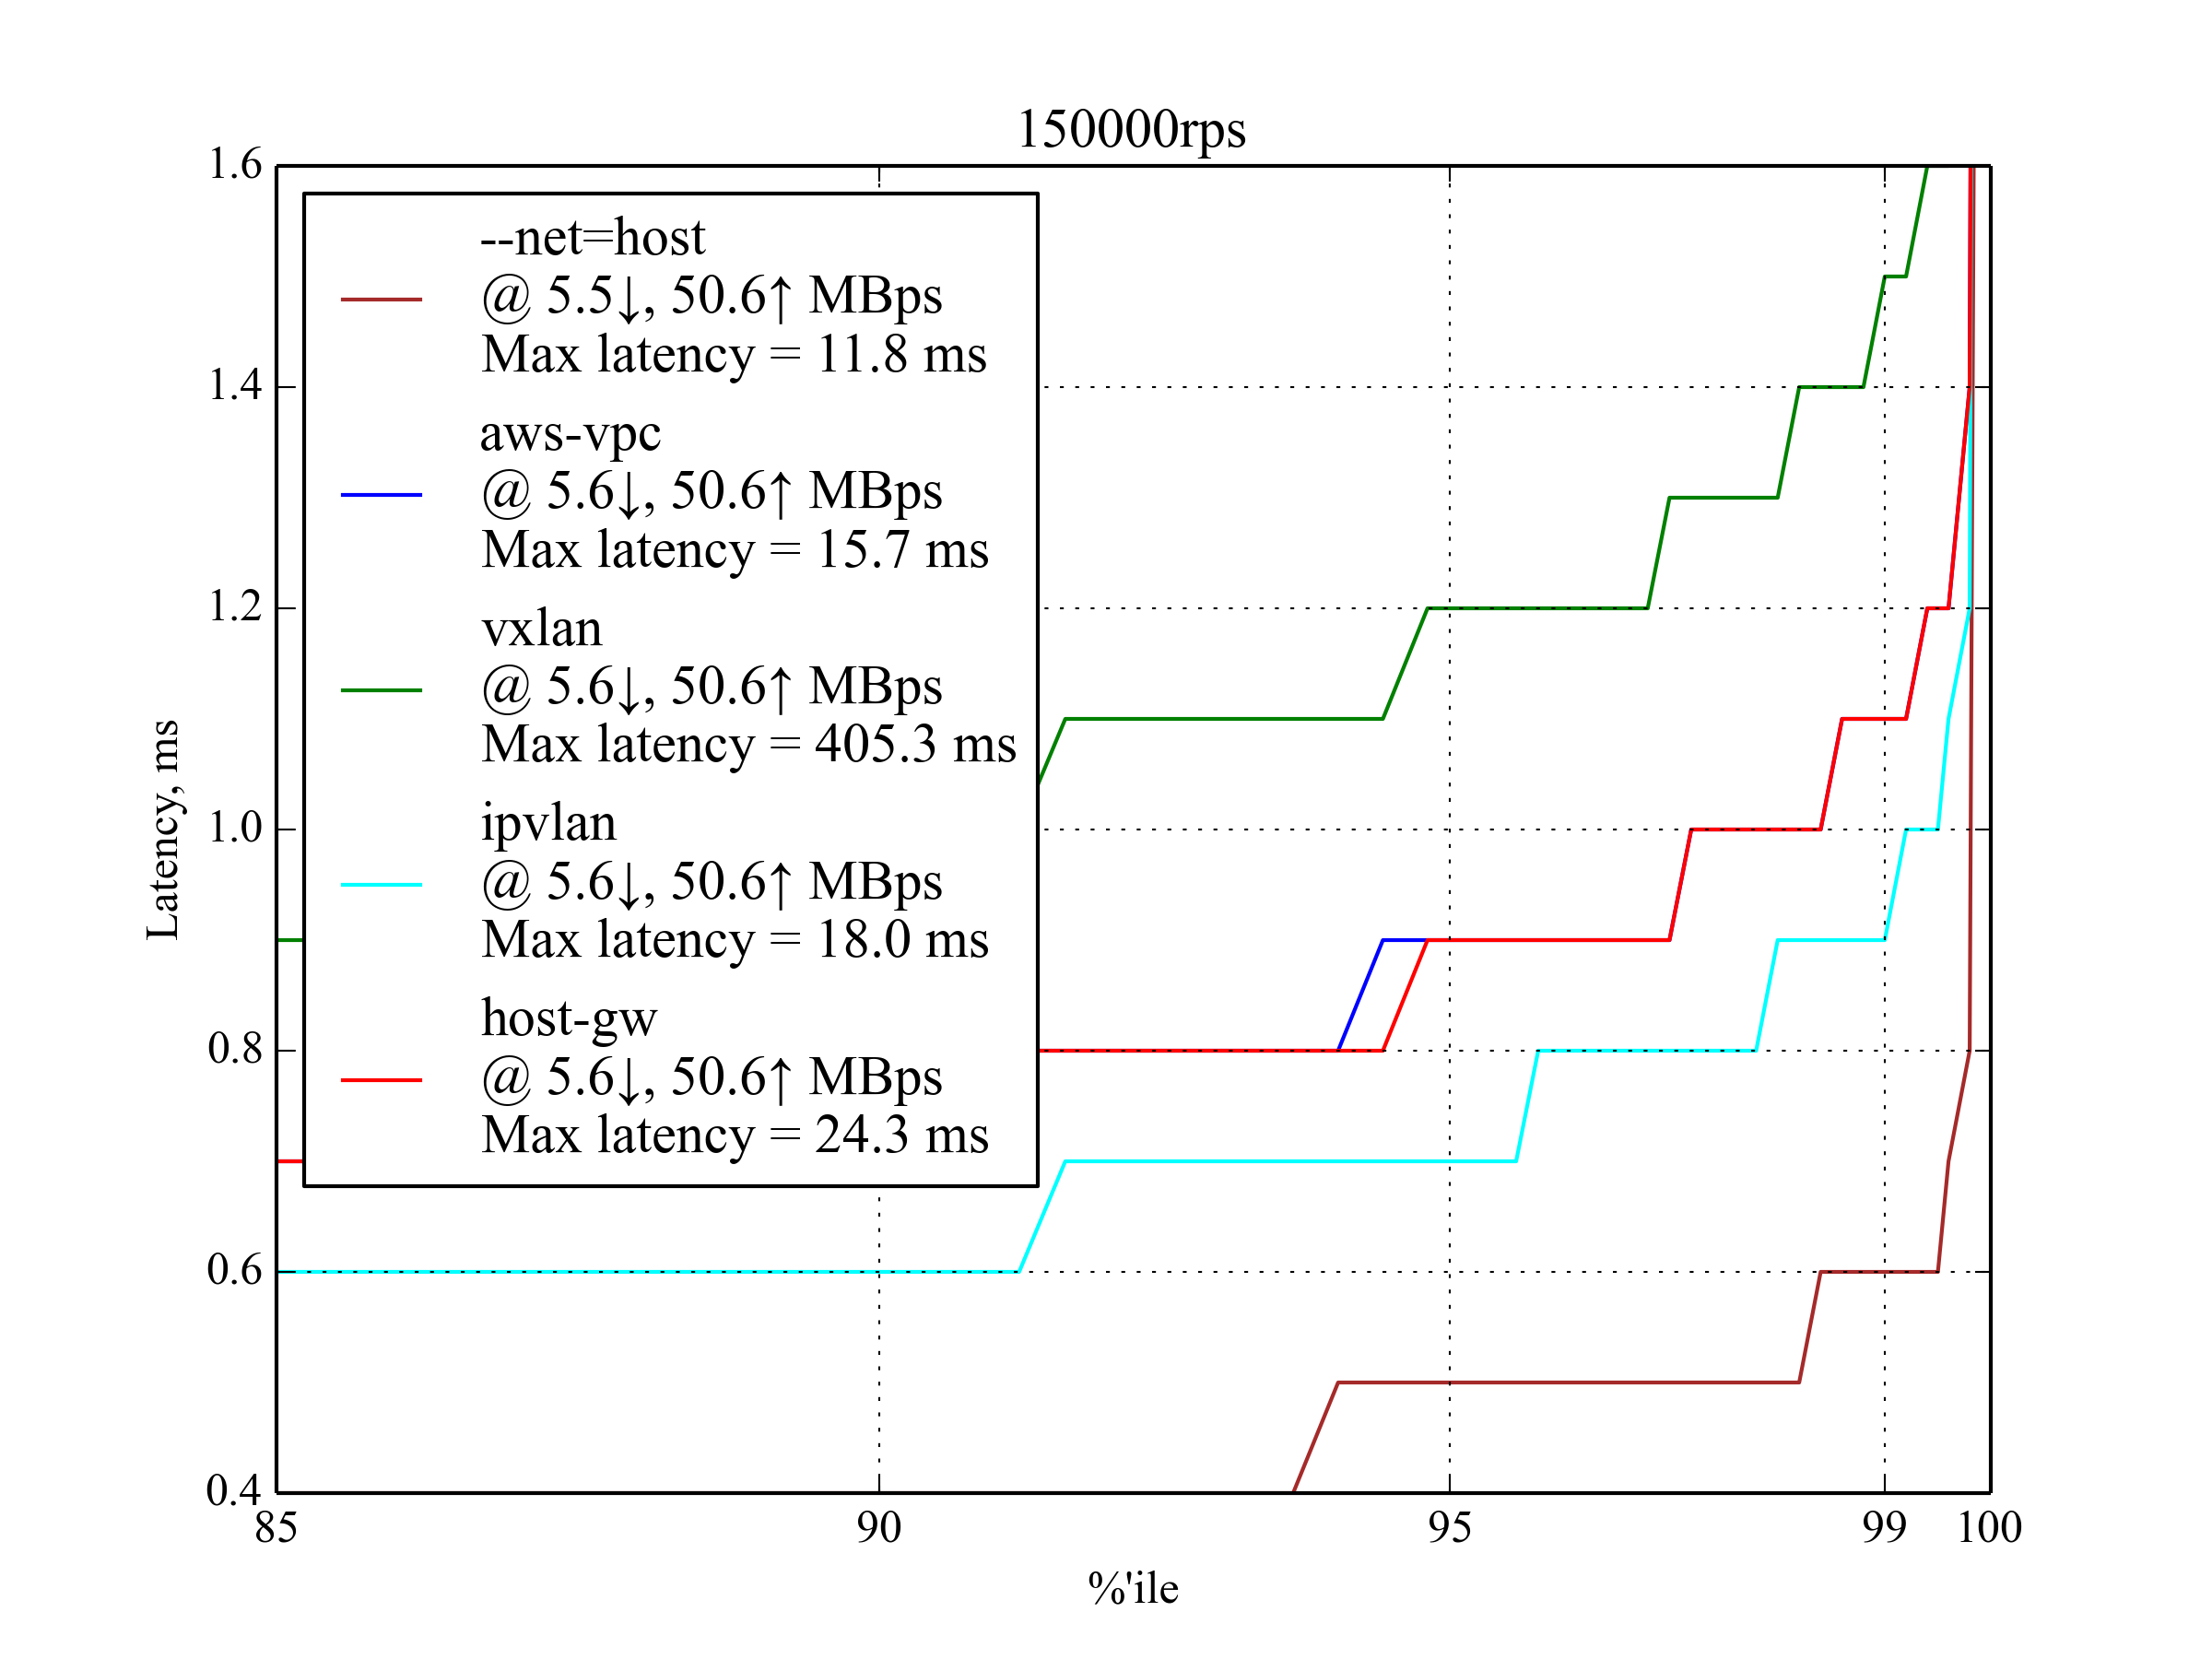 150000rps
1.6
1.4
1.2
1.0
0.8
0.6
0.4
Latency, ms
--net=host
@ 5.5↓, 50.6↑ MBps
Max latency = 11.8 ms
aws-vpc
@ 5.6↓, 50.6↑ MBps
Max latency = 15.7 ms
vxlan
@ 5.6↓, 50.6↑ MBps
Max latency = 405.3 ms
ipvlan
@ 5.6↓, 50.6↑ MBps
Max latency = 18.0 ms
host-gw
@ 5.6↓, 50.6↑ MBps
Max latency = 24.3 ms
85 90 95 99 100
%'ile